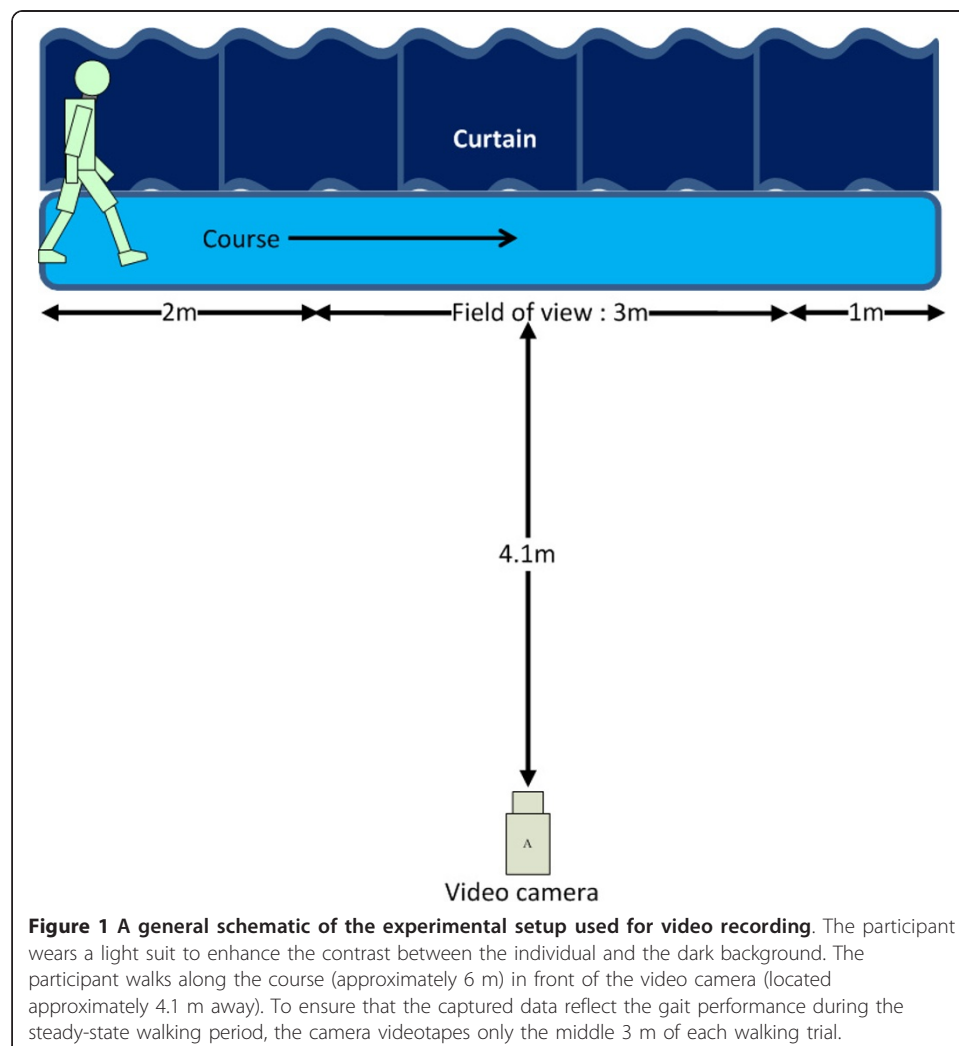 Curtain
Course
2m
Field of view : 3m
1m
4.1m
A
Video camera
Figure 1 A general schematic of the experimental setup used for video recording. The participant
wears a light suit to enhance the contrast between the individual and the dark background. The
participant walks along the course (approximately 6 m) in front of the video camera (located
approximately 4.1 m away). To ensure that the captured data reflect the gait performance during the
steady-state walking period, the camera videotapes only the middle 3 m of each walking trial.